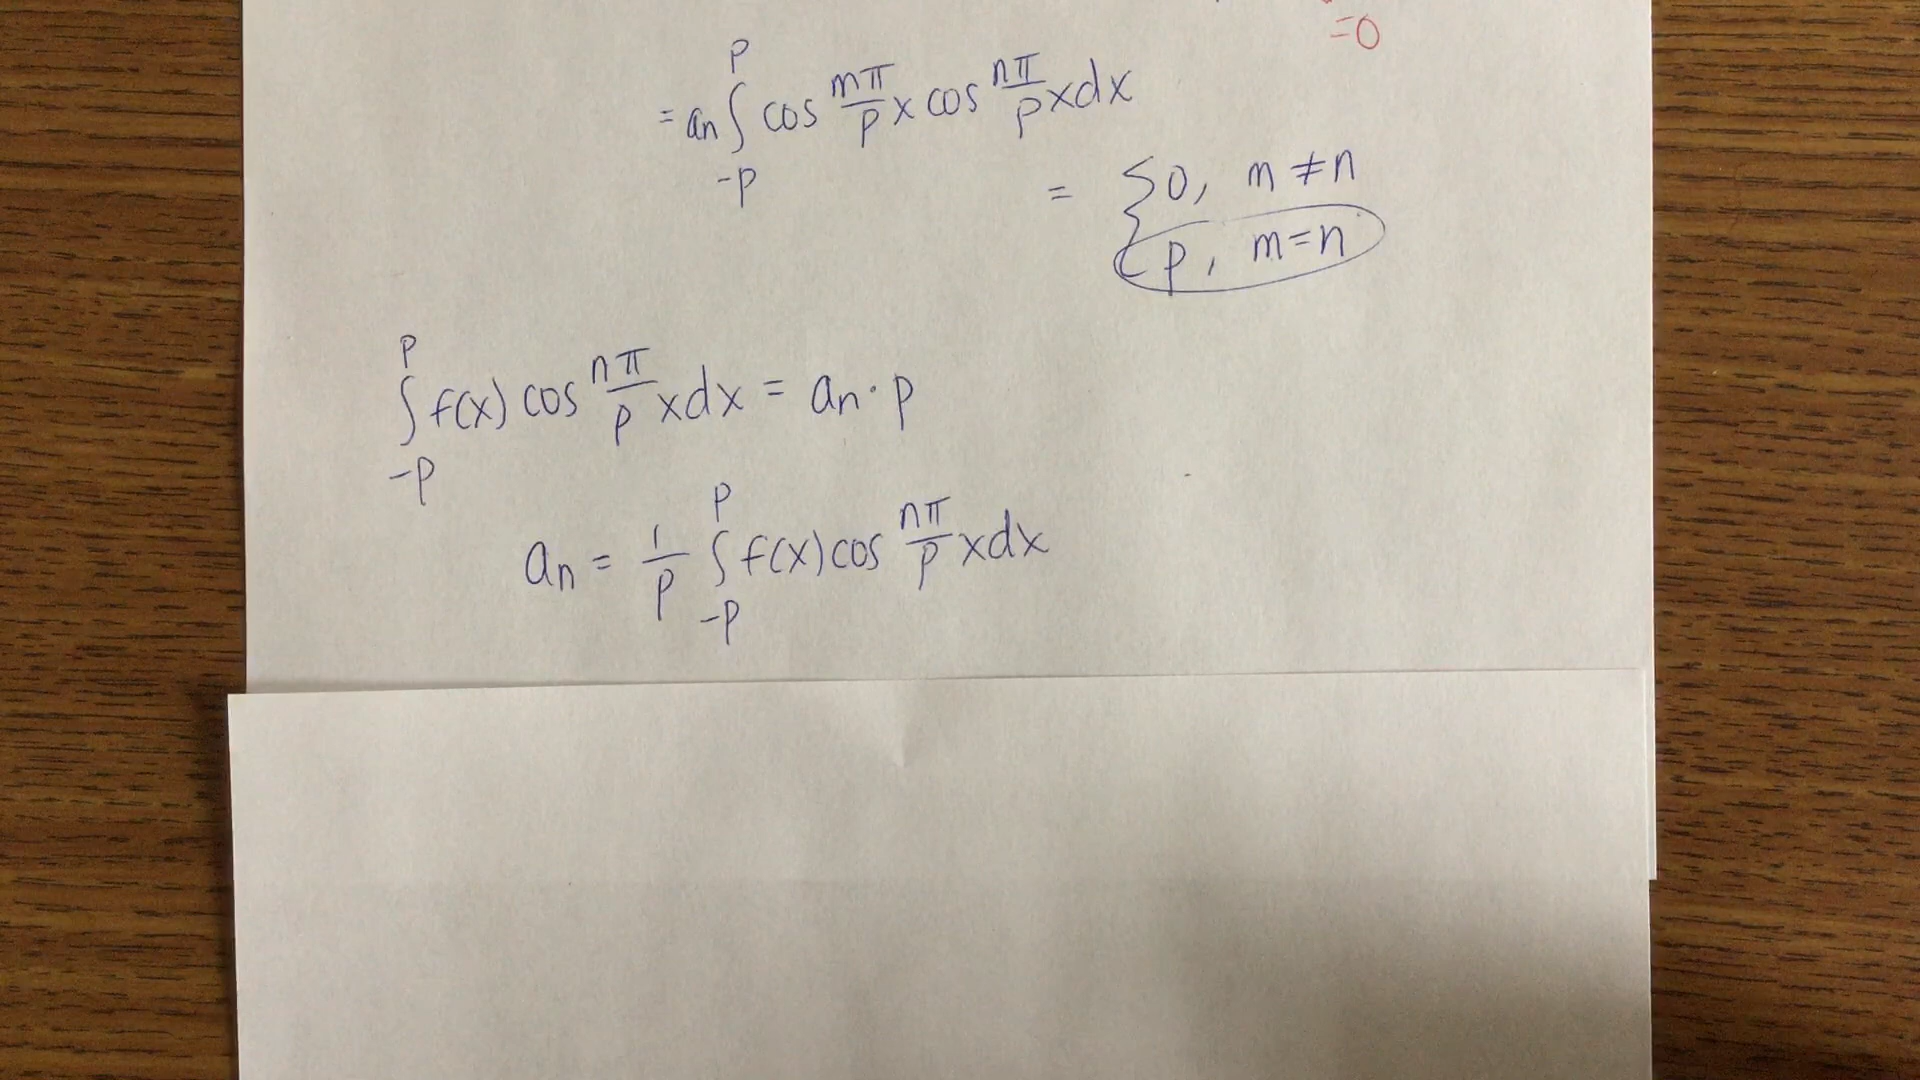 =0
= an ∫_{-p}^{p} cos mπ/p x cos nπ/p x dx
= { 0, m ≠ n
p, m = n
∫_{-p}^{p} f(x) cos nπ/p x dx = an · p
an = 1/p ∫_{-p}^{p} f(x) cos nπ/p x dx